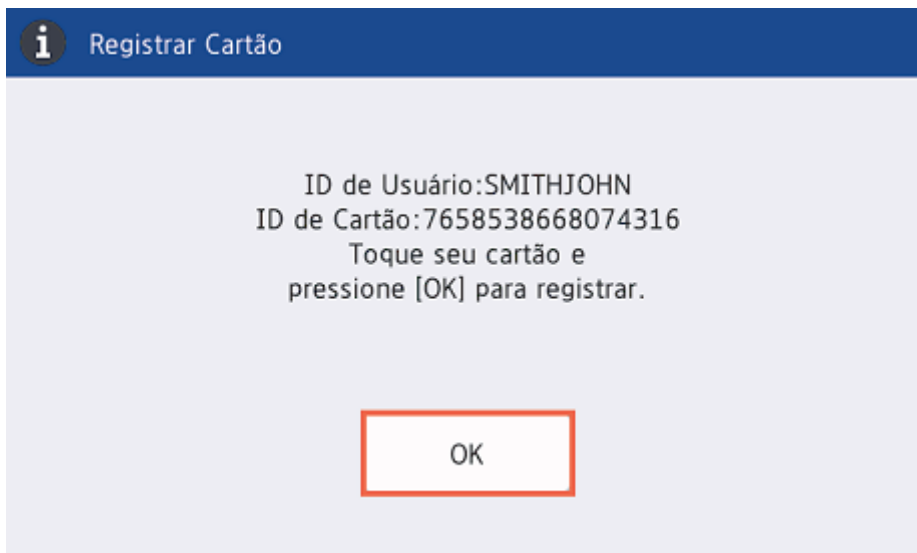 Registrar Cartão
ID de Usuário:SMITHJOHN
ID de Cartão:7658538668074316
Toque seu cartão e
pressione [OK] para registrar.
OK